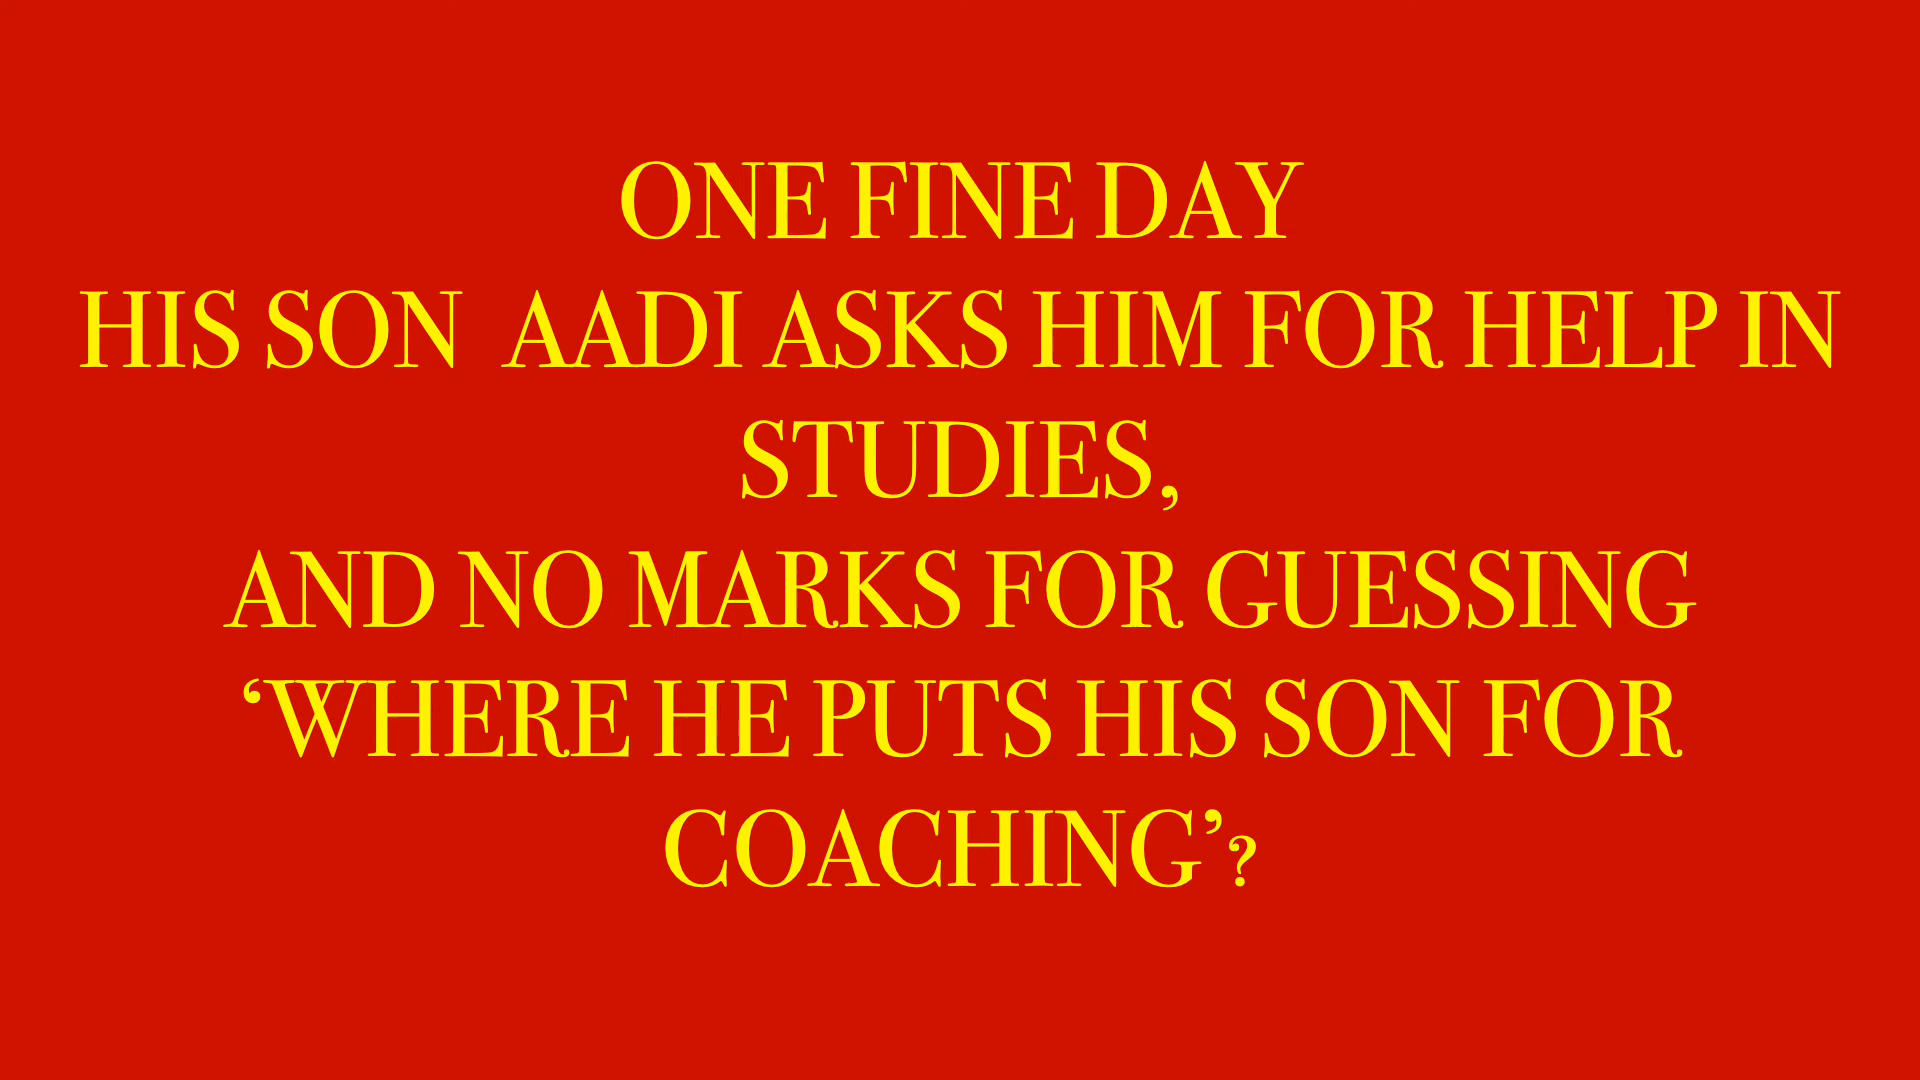 ONE FINE DAY
HIS SON  AADI ASKS HIM FOR HELP IN
STUDIES,
AND NO MARKS FOR GUESSING
‘WHERE HE PUTS HIS SON FOR
COACHING’?